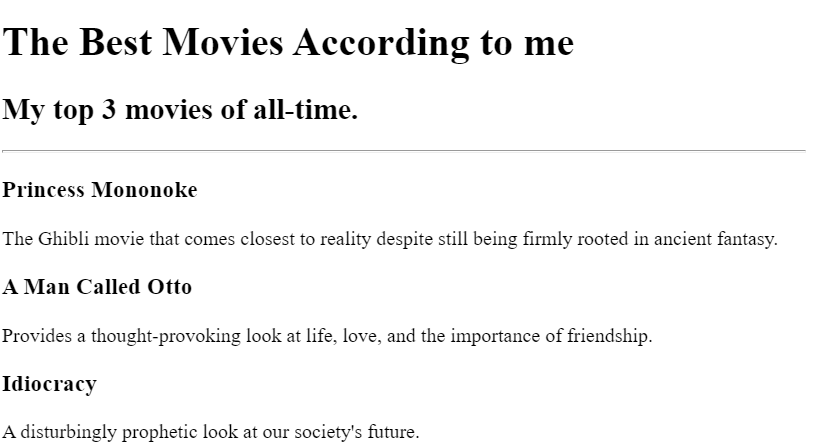 The Best Movies According to me
My top 3 movies of all-time.
Princess Mononoke
The Ghibli movie that comes closest to reality despite still being firmly rooted in ancient fantasy.
A Man Called Otto
Provides a thought-provoking look at life, love, and the importance of friendship.
Idiocracy
A disturbingly prophetic look at our society's future.